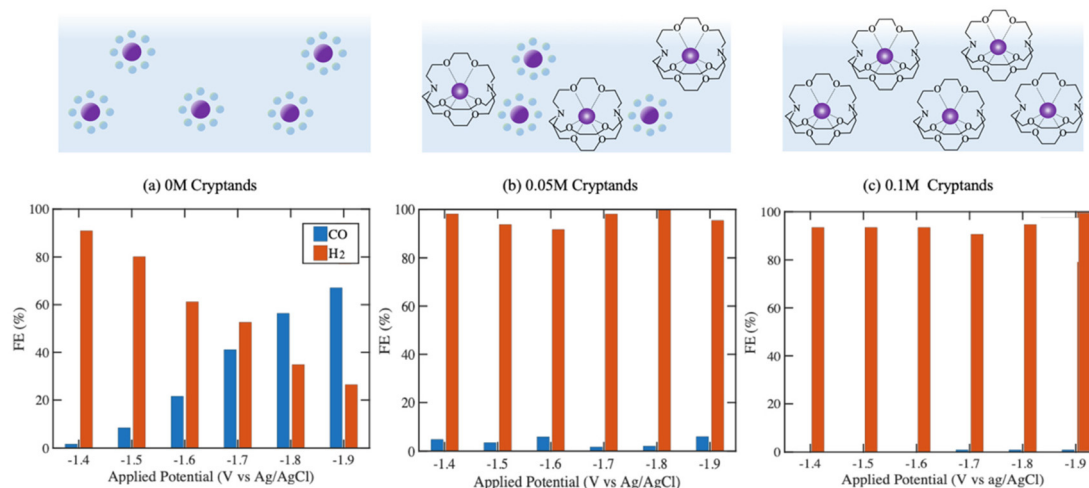 (a) 0M Cryptands
(b) 0.05M Cryptands
(c) 0.1M Cryptands
100
80
60
40
20
0
FE (%)
CO
H2
-1.4 -1.5 -1.6 -1.7 -1.8 -1.9
Applied Potential (V vs Ag/AgCl)
100
80
60
40
20
0
FE (%)
-1.4 -1.5 -1.6 -1.7 -1.8 -1.9
Applied Potential (V vs Ag/AgCl)
100
80
60
40
20
0
FE (%)
-1.4 -1.5 -1.6 -1.7 -1.8 -1.9
Applied Potential (V vs ag/AgCl)